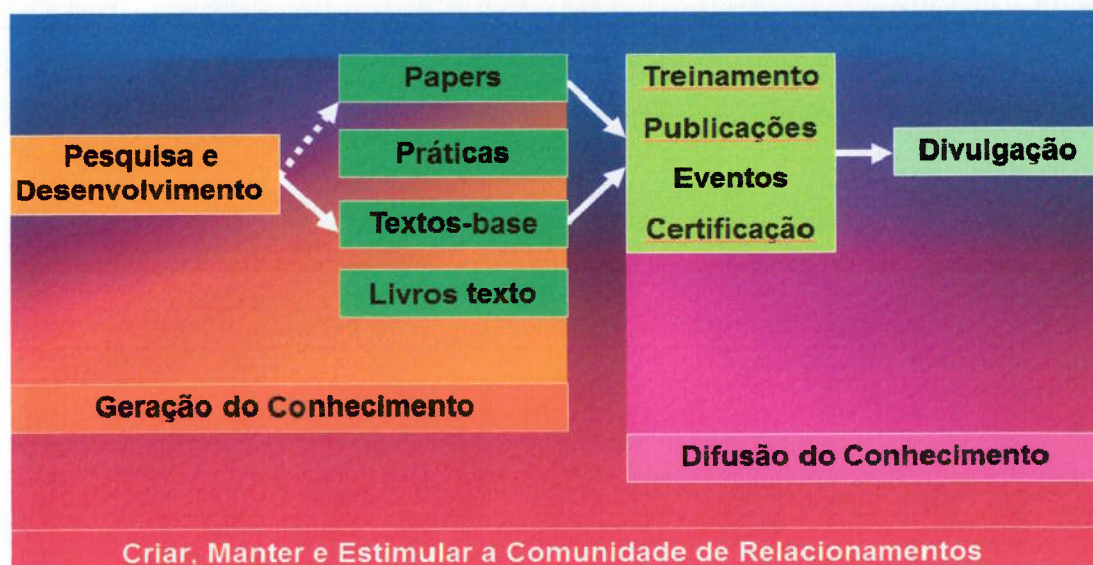 Pesquisa e
Desenvolvimento
Papers
Práticas
Textos-base
Livros texto
Treinamento
Publicações
Eventos
Certificação
Divulgação
Geração do Conhecimento
Difusão do Conhecimento
Criar, Manter e Estimular a Comunidade de Relacionamentos